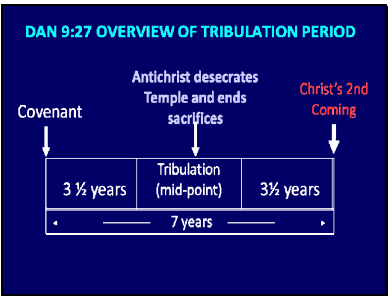 DAN 9:27 OVERVIEW OF TRIBULATION PERIOD
Antichrist desecrates
Temple and ends
sacrifices
Christ's 2nd
Coming
Covenant
3 ½ years
Tribulation
(mid-point)
3½ years
7 years